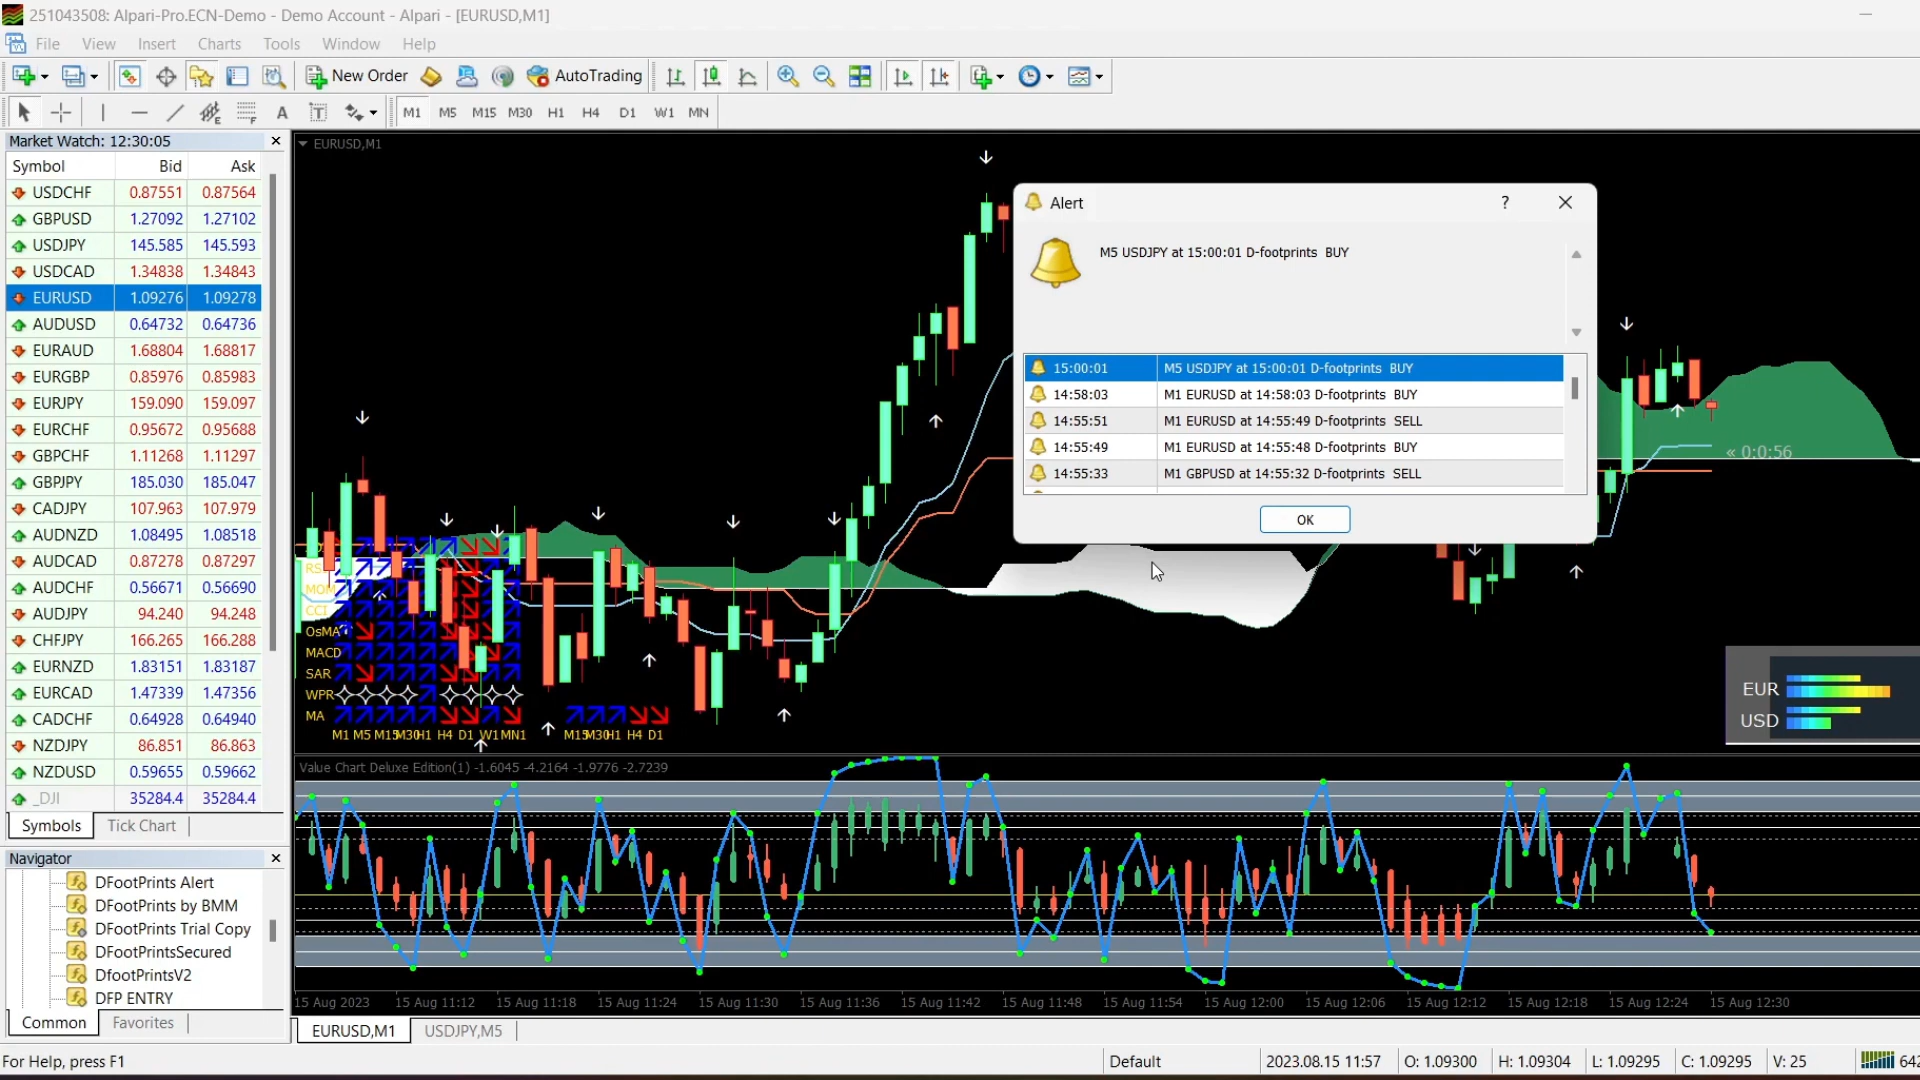 251043508: Alpari-Pro.ECN-Demo - Demo Account - Alpari - [EURUSD,M1]
File View Insert Charts Tools Window Help
New Order AutoTrading
A T M1 M5 M15 M30 H1 H4 D1 W1 MN
Market Watch: 12:30:05
Symbol Bid Ask
USDCHF 0.87551 0.87564
GBPUSD 1.27092 1.27102
USDJPY 145.585 145.593
USDCAD 1.34838 1.34843
EURUSD 1.09276 1.09278
AUDUSD 0.64732 0.64736
EURAUD 1.68804 1.68817
EURGBP 0.85976 0.85983
EURJPY 159.090 159.097
EURCHF 0.95672 0.95688
GBPCHF 1.11268 1.11297
GBPJPY 185.030 185.047
CADJPY 107.963 107.979
AUDNZD 1.08495 1.08518
AUDCAD 0.87278 0.87297
AUDCHF 0.56671 0.56690
AUDJPY 94.240 94.248
CHFJPY 166.265 166.288
EURNZD 1.83151 1.83187
EURCAD 1.47339 1.47356
CADCHF 0.64928 0.64940
NZDJPY 86.851 86.863
NZDUSD 0.59655 0.59662
_DJI 35284.4 35284.4
Symbols Tick Chart
Navigator
DFootPrints Alert
DFootPrints by BMM
DFootPrints Trial Copy
DFootPrintsSecured
DfootPrintsV2
DFP ENTRY
Common Favorites
EURUSD,M1
Alert
?
M5 USDJPY at 15:00:01 D-footprints BUY
15:00:01 M5 USDJPY at 15:00:01 D-footprints BUY
14:58:03 M1 EURUSD at 14:58:03 D-footprints BUY
14:55:51 M1 EURUSD at 14:55:49 D-footprints SELL
14:55:49 M1 EURUSD at 14:55:48 D-footprints BUY
14:55:33 M1 GBPUSD at 14:55:32 D-footprints SELL
OK
« 0:0:56
MOM
CCI
OsMA
MACD
SAR
WPR
MA
M1 M5 M15 M30 H1 H4 D1 W1 MN1
M15 M30 H1 H4 D1
EUR
USD
Value Chart Deluxe Edition(1) -1.6045 -4.2164 -1.9776 -2.7239
15 Aug 2023 15 Aug 11:12 15 Aug 11:18 15 Aug 11:24 15 Aug 11:30 15 Aug 11:36 15 Aug 11:42 15 Aug 11:48 15 Aug 11:54 15 Aug 12:00 15 Aug 12:06 15 Aug 12:12 15 Aug 12:18 15 Aug 12:24 15 Aug 12:30
EURUSD,M1 USDJPY,M5
For Help, press F1 Default 2023.08.15 11:57 O: 1.09300 H: 1.09304 L: 1.09295 C: 1.09295 V: 25